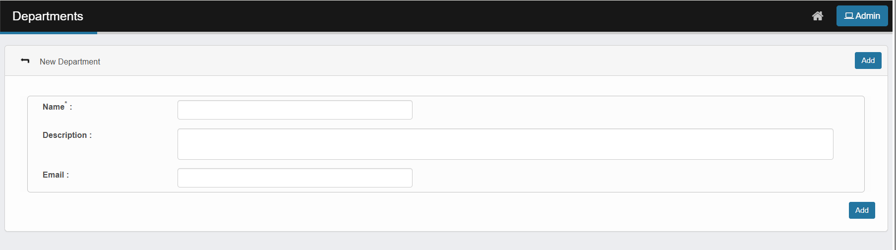 Departments
Admin
New Department
Add
Name* :
Description :
Email :
Add